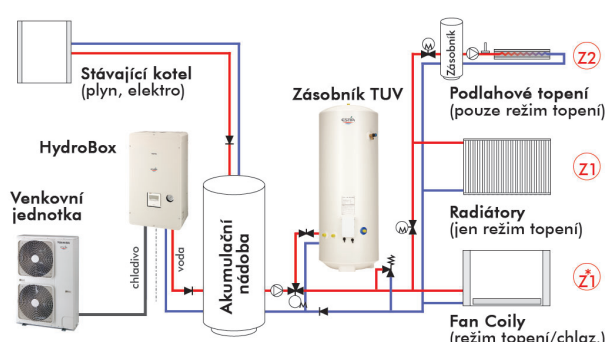 Stávající kotel
(plyn, elektro)
HydroBox
Venkovní
jednotka
chladivo
voda
Akumulační
nádoba
Zásobník TUV
M
M
M
Zásobník
Z2
Podlahové topení
(pouze režim topení)
Z1
Radiátory
(jen režim topení)
Z1*
Fan Coily
(režim topení/chlaz.)